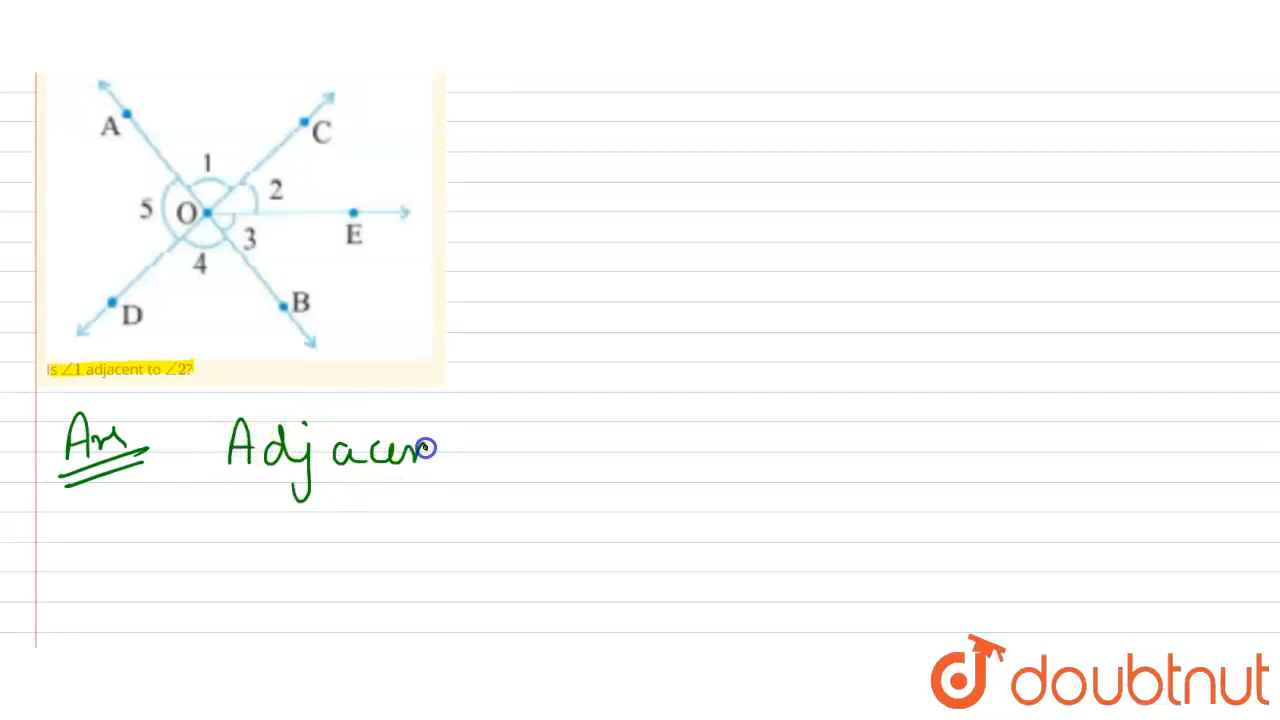 A
C
1
2
5
O
E
3
4
B
D
Is ∠1 adjacent to ∠2?
Ans Adjacen
doubtnut